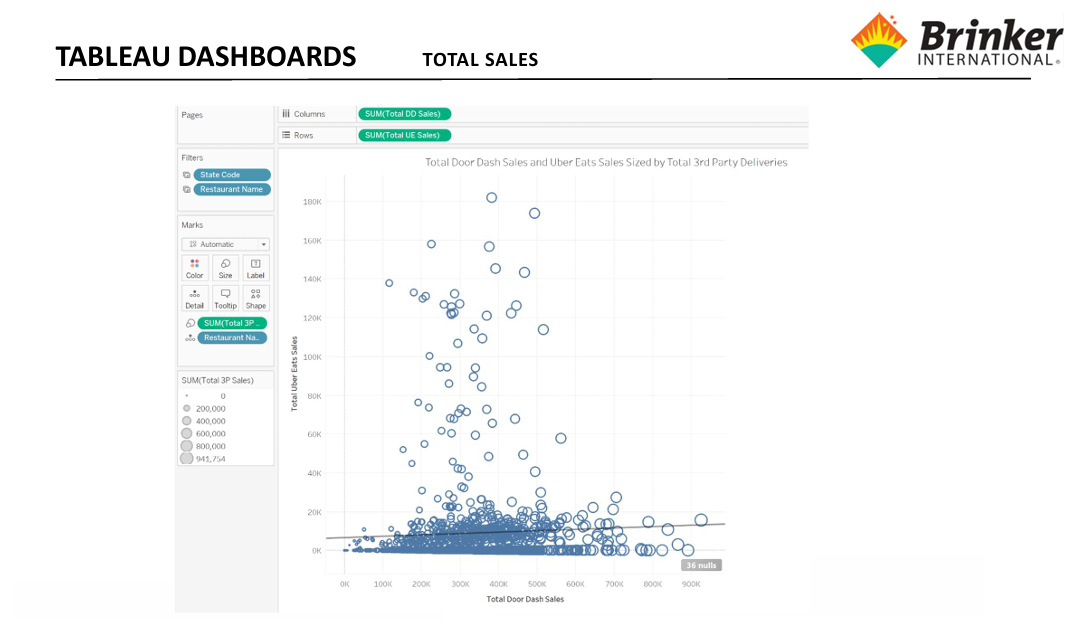 TABLEAU DASHBOARDS
TOTAL SALES
Brinker
INTERNATIONAL®
Pages
Columns
SUM(Total DD Sales)
Rows
SUM(Total UE Sales)
Filters
State Code
Restaurant Name
Marks
Automatic
Color Size Label
Detail Tooltip Shape
SUM(Total 3P ..
Restaurant Na..
SUM(Total 3P Sales)
0
200,000
400,000
600,000
800,000
941,754
Total Door Dash Sales and Uber Eats Sales Sized by Total 3rd Party Deliveries
Total Uber Eats Sales
180K
160K
140K
120K
100K
80K
60K
40K
20K
0K
36 nulls
0K 100K 200K 300K 400K 500K 600K 700K 800K 900K
Total Door Dash Sales